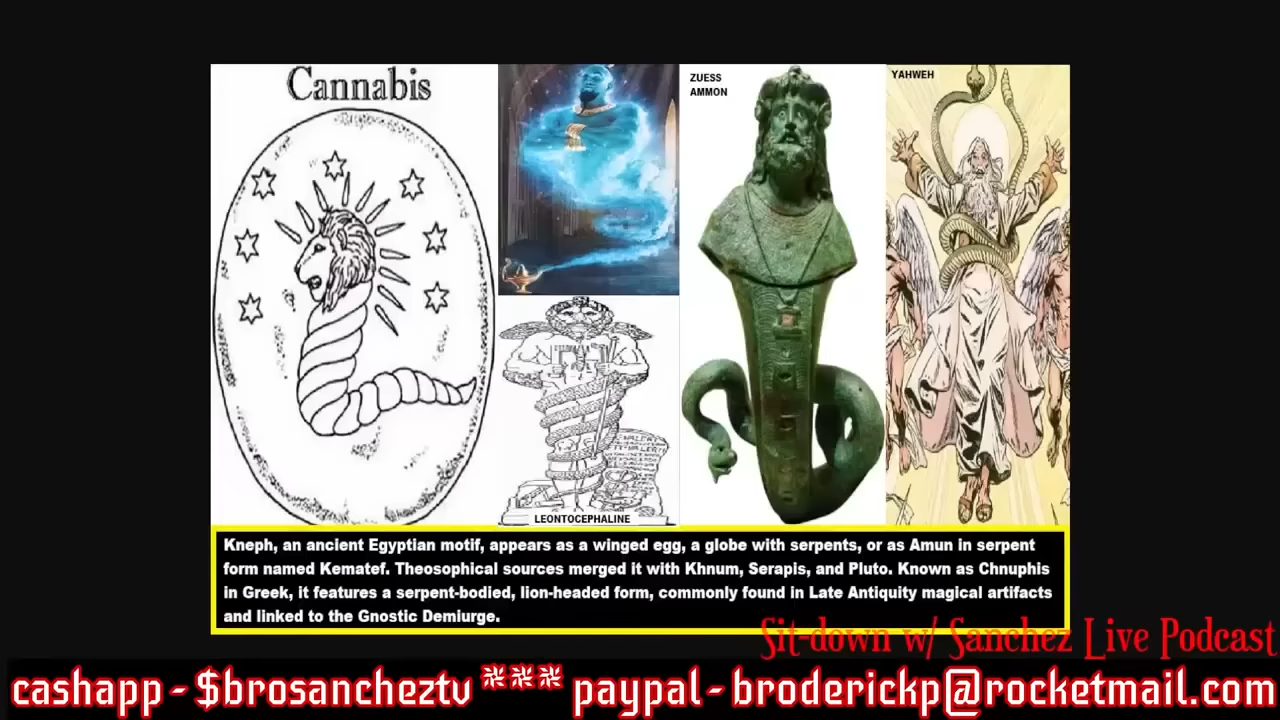 Cannabis
ZUESS
AMMON
YAHWEH
LEONTOCEPHALINE
Kneph, an ancient Egyptian motif, appears as a winged egg, a globe with serpents, or as Amun in serpent
form named Kematef. Theosophical sources merged it with Khnum, Serapis, and Pluto. Known as Chnuphis
in Greek, it features a serpent-bodied, lion-headed form, commonly found in Late Antiquity magical artifacts
and linked to the Gnostic Demiurge.
Sit-down w/ Sanchez Live Podcast
cashapp - $brosancheztv *** paypal - broderickp@rocketmail.com